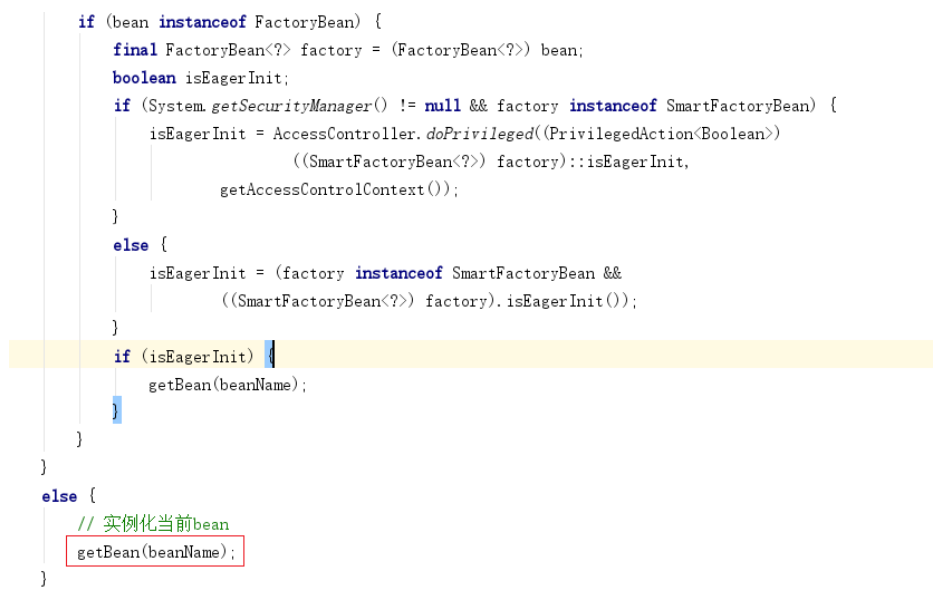 if (bean instanceof FactoryBean) {
final FactoryBean<?> factory = (FactoryBean<?>) bean;
boolean isEagerInit;
if (System.getSecurityManager() != null && factory instanceof SmartFactoryBean) {
isEagerInit = AccessController.doPrivileged((PrivilegedAction<Boolean>)
((SmartFactoryBean<?>) factory)::isEagerInit,
getAccessControlContext());
}
else {
isEagerInit = (factory instanceof SmartFactoryBean &&
((SmartFactoryBean<?>) factory).isEagerInit());
}
if (isEagerInit) {
getBean(beanName);
}
}
}
else {
// 实例化当前bean
getBean(beanName);
}